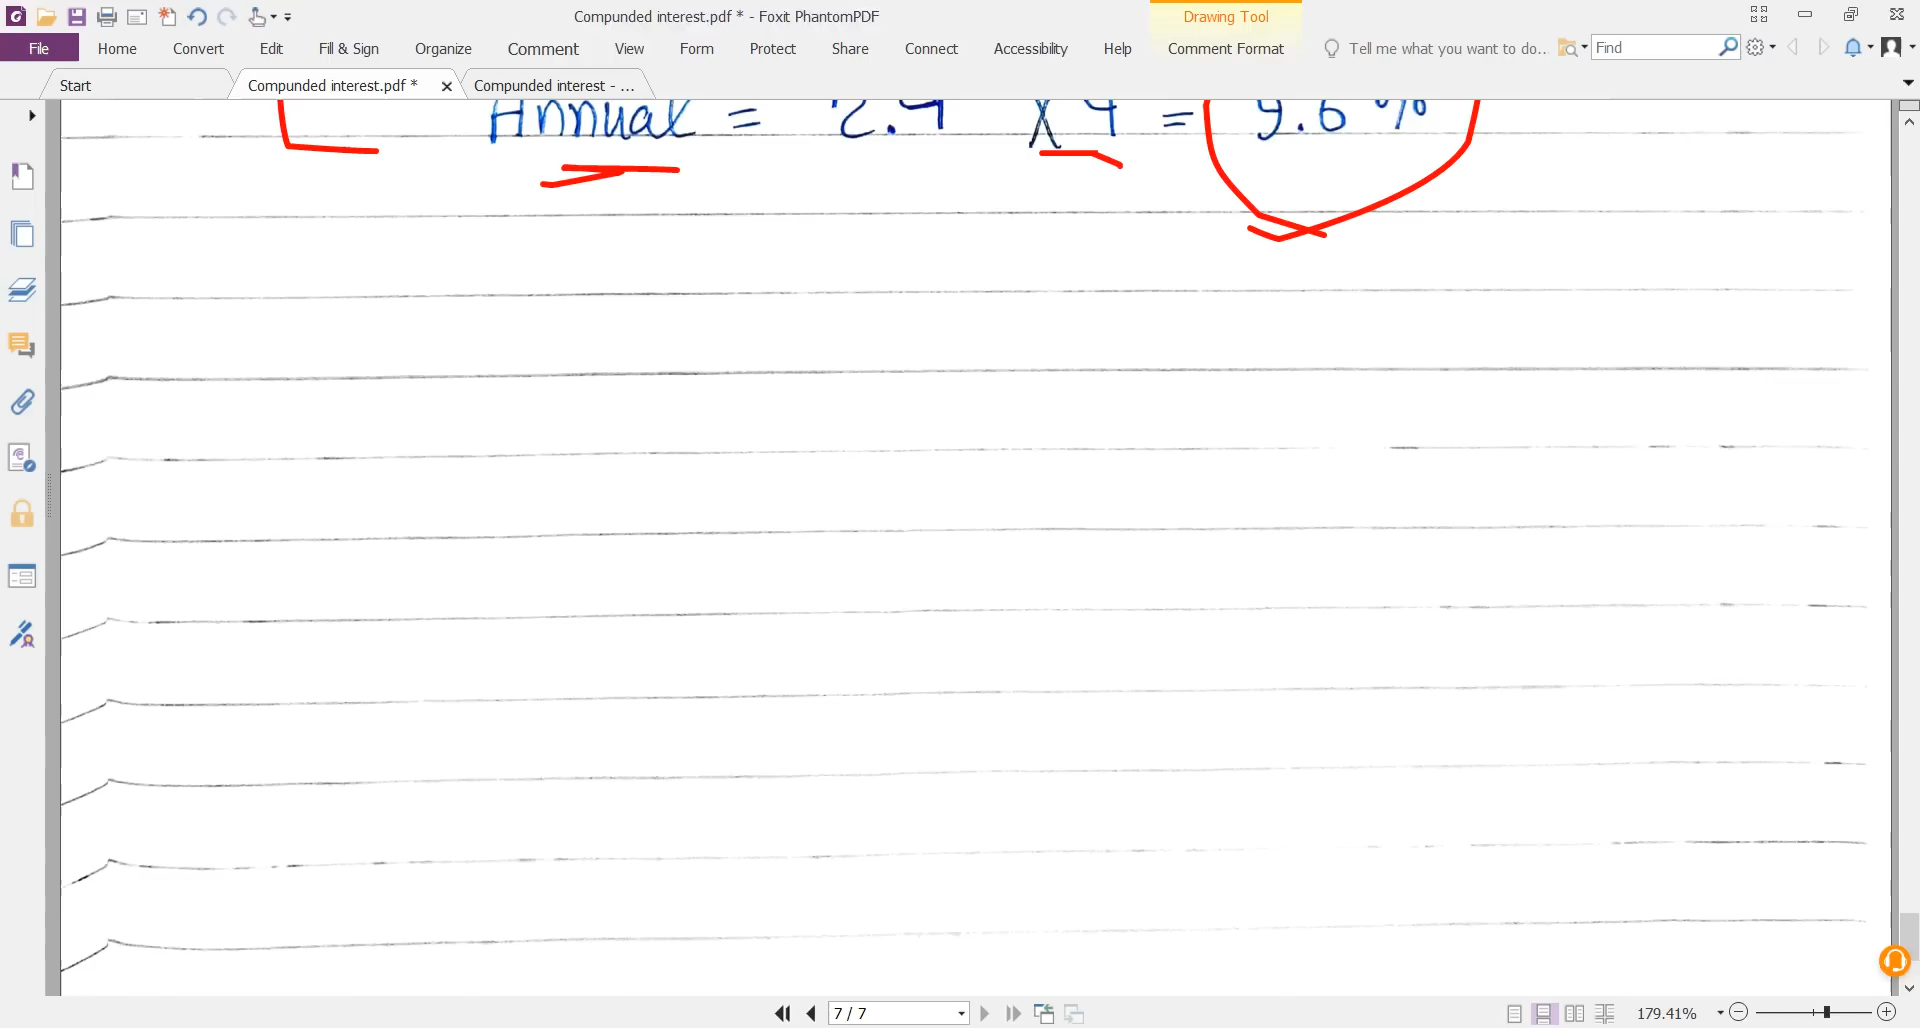 Compunded interest.pdf * - Foxit PhantomPDF
Drawing Tool
File Home Convert Edit Fill & Sign Organize Comment View Form Protect Share Connect Accessibility Help Comment Format Tell me what you want to do... Find
Start Compunded interest.pdf * Compunded interest - ...
Annual = 2.4 X 4 = 9.6 %
7 / 7
179.41%